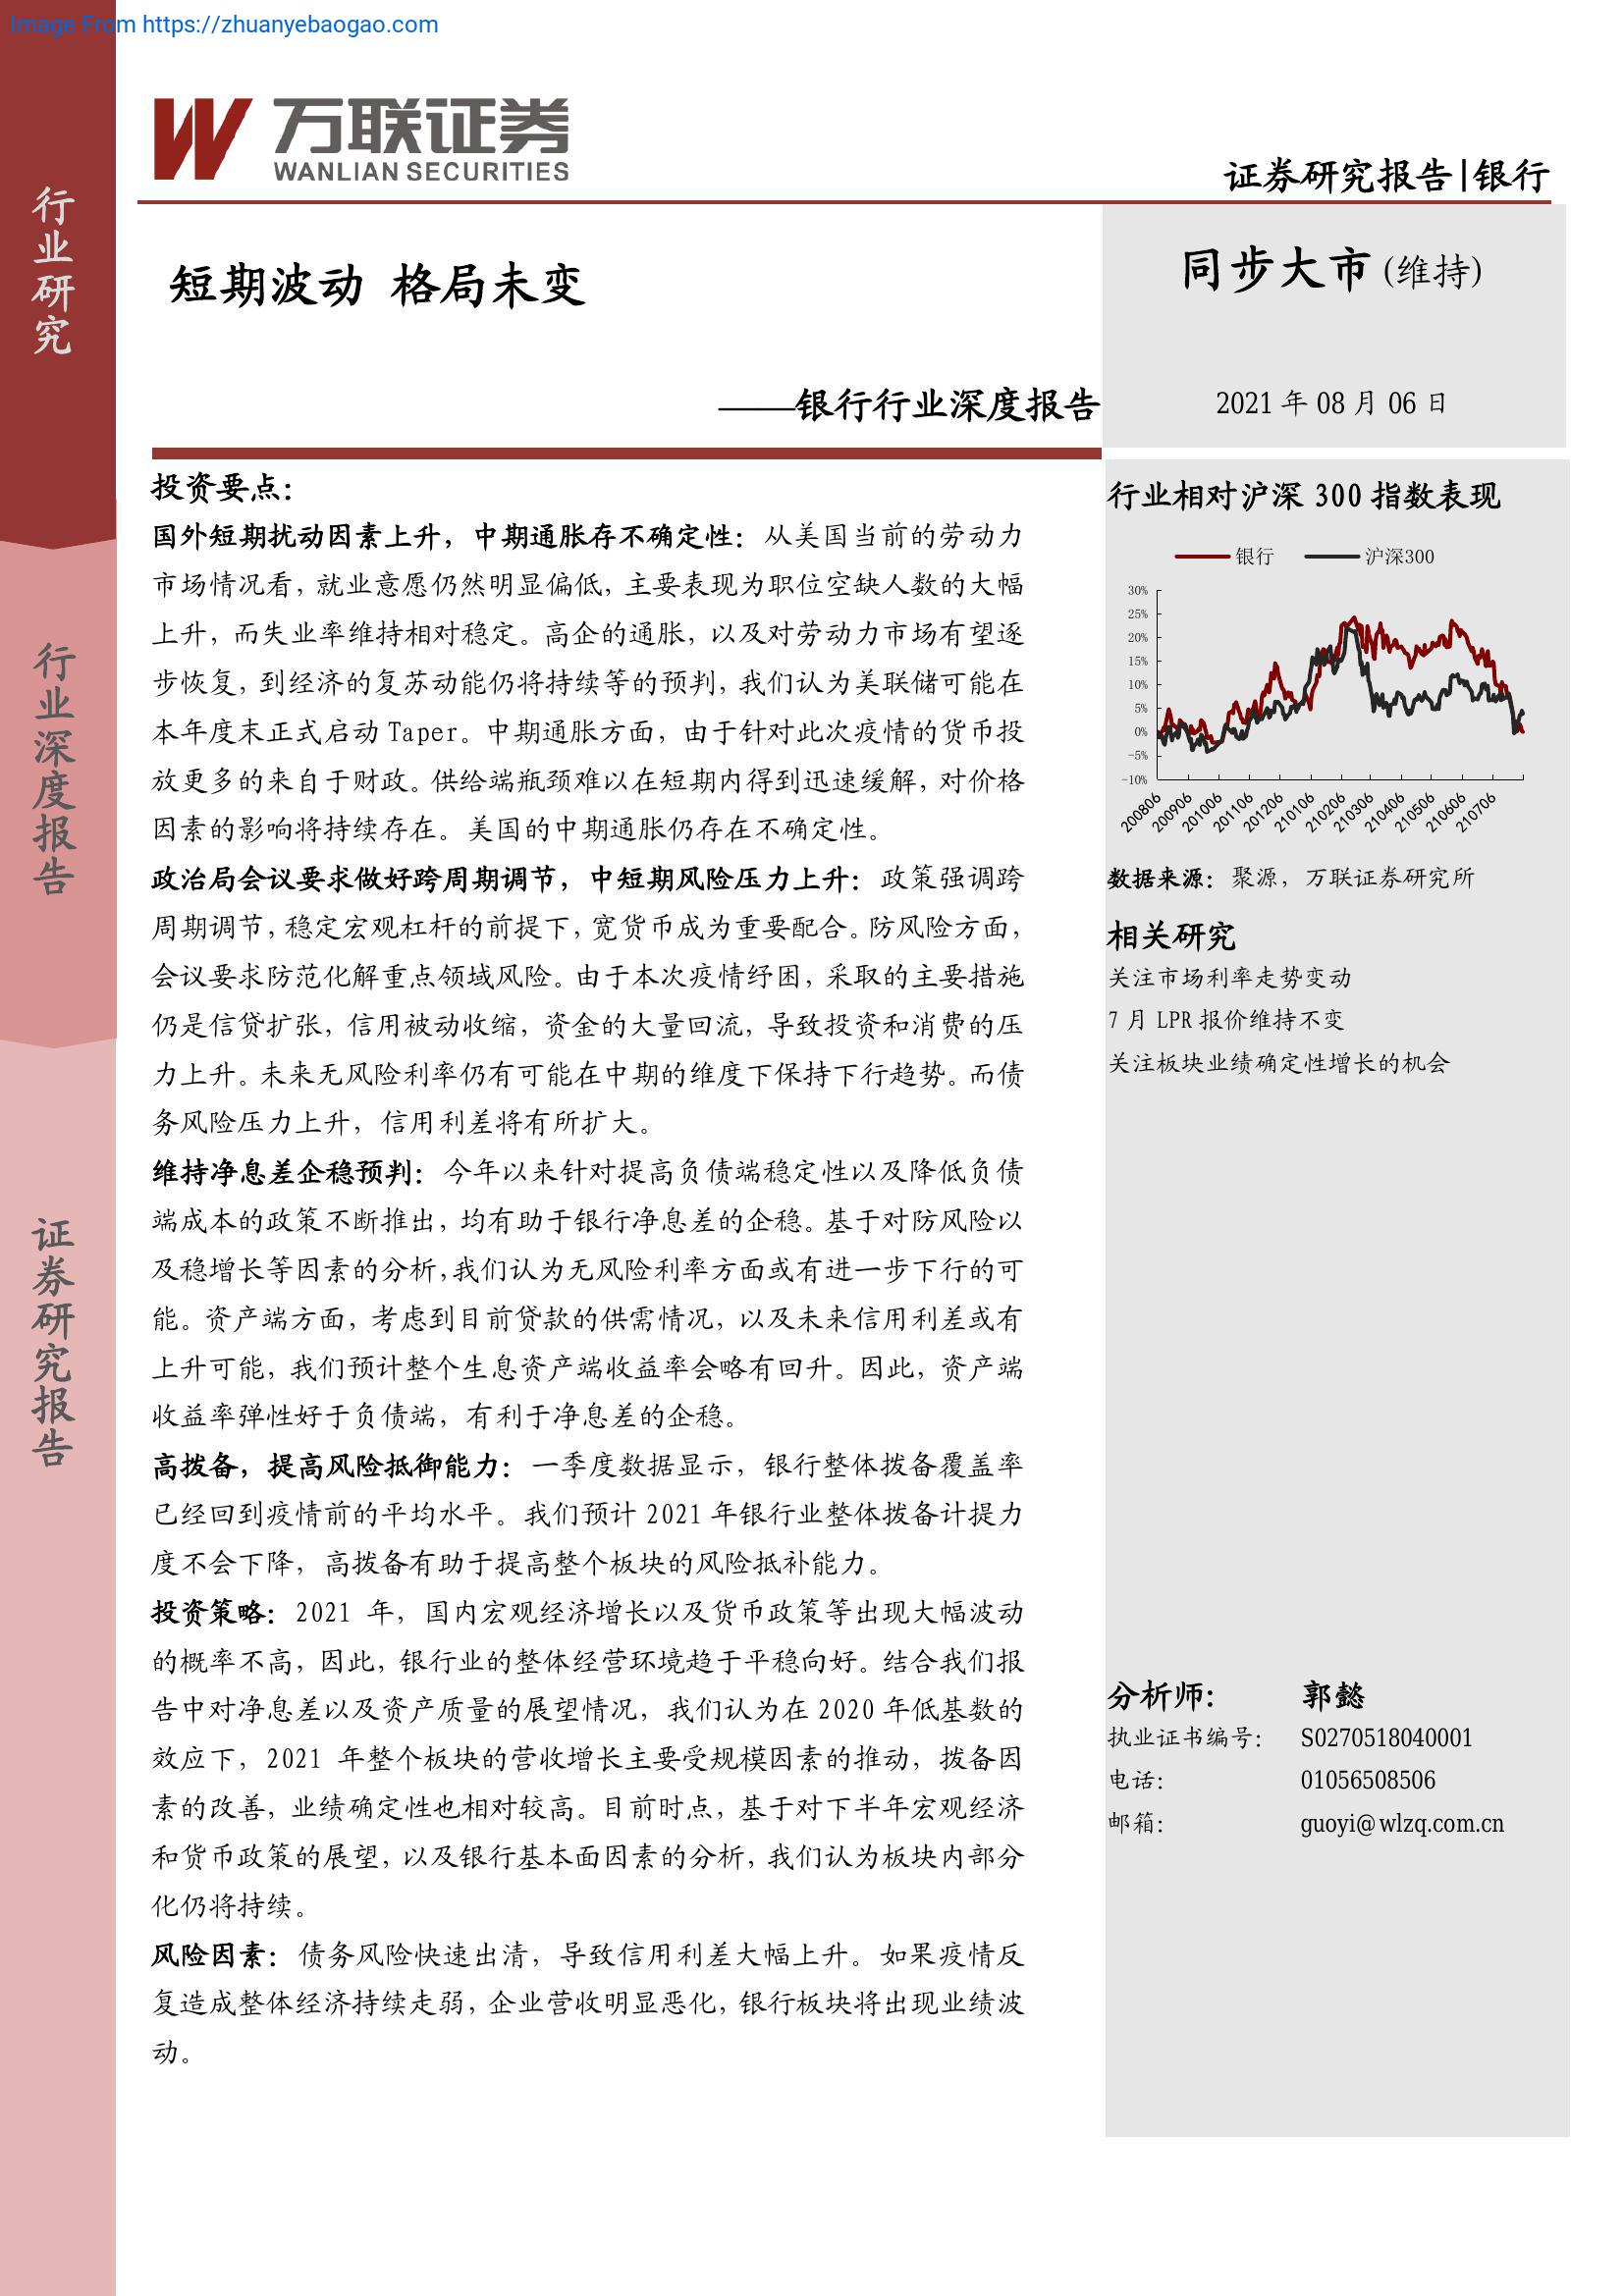 Image From https://zhuanyebaogao.com
万联证券
WANLIAN SECURITIES
证券研究报告|银行
行业研究
行业深度报告
证券研究报告
短期波动 格局未变
——银行行业深度报告
同步大市(维持)
2021 年 08 月 06 日
投资要点：
国外短期扰动因素上升，中期通胀存不确定性：从美国当前的劳动力
市场情况看，就业意愿仍然明显偏低，主要表现为职位空缺人数的大幅
上升，而失业率维持相对稳定。高企的通胀，以及对劳动力市场有望逐
步恢复，到经济的复苏动能仍将持续等的预判，我们认为美联储可能在
本年度末正式启动 Taper。中期通胀方面，由于针对此次疫情的货币投
放更多的来自于财政。供给端瓶颈难以在短期内得到迅速缓解，对价格
因素的影响将持续存在。美国的中期通胀仍存在不确定性。
政治局会议要求做好跨周期调节，中短期风险压力上升：政策强调跨
周期调节，稳定宏观杠杆的前提下，宽货币成为重要配合。防风险方面，
会议要求防范化解重点领域风险。由于本次疫情纾困，采取的主要措施
仍是信贷扩张，信用被动收缩，资金的大量回流，导致投资和消费的压
力上升。未来无风险利率仍有可能在中期的维度下保持下行趋势。而债
务风险压力上升，信用利差将有所扩大。
维持净息差企稳预判：今年以来针对提高负债端稳定性以及降低负债
端成本的政策不断推出，均有助于银行净息差的企稳。基于对防风险以
及稳增长等因素的分析，我们认为无风险利率方面或有进一步下行的可
能。资产端方面，考虑到目前贷款的供需情况，以及未来信用利差或有
上升可能，我们预计整个生息资产端收益率会略有回升。因此，资产端
收益率弹性好于负债端，有利于净息差的企稳。
高拨备，提高风险抵御能力：一季度数据显示，银行整体拨备覆盖率
已经回到疫情前的平均水平。我们预计 2021 年银行业整体拨备计提力
度不会下降，高拨备有助于提高整个板块的风险抵补能力。
投资策略：2021 年，国内宏观经济增长以及货币政策等出现大幅波动
的概率不高，因此，银行业的整体经营环境趋于平稳向好。结合我们报
告中对净息差以及资产质量的展望情况，我们认为在 2020 年低基数的
效应下，2021 年整个板块的营收增长主要受规模因素的推动，拨备因
素的改善，业绩确定性也相对较高。目前时点，基于对下半年宏观经济
和货币政策的展望，以及银行基本面因素的分析，我们认为板块内部分
化仍将持续。
风险因素：债务风险快速出清，导致信用利差大幅上升。如果疫情反
复造成整体经济持续走弱，企业营收明显恶化，银行板块将出现业绩波
动。
行业相对沪深 300 指数表现
银行 沪深300
30%
25%
20%
15%
10%
5%
0%
-5%
-10%
200806 200906 201006 201106 201206 210106 210206 210306 210406 210506 210606 210706
数据来源：聚源，万联证券研究所
相关研究
关注市场利率走势变动
7 月 LPR 报价维持不变
关注板块业绩确定性增长的机会
分析师： 郭懿
执业证书编号： S0270518040001
电话： 01056508506
邮箱： guoyi@wlzq.com.cn